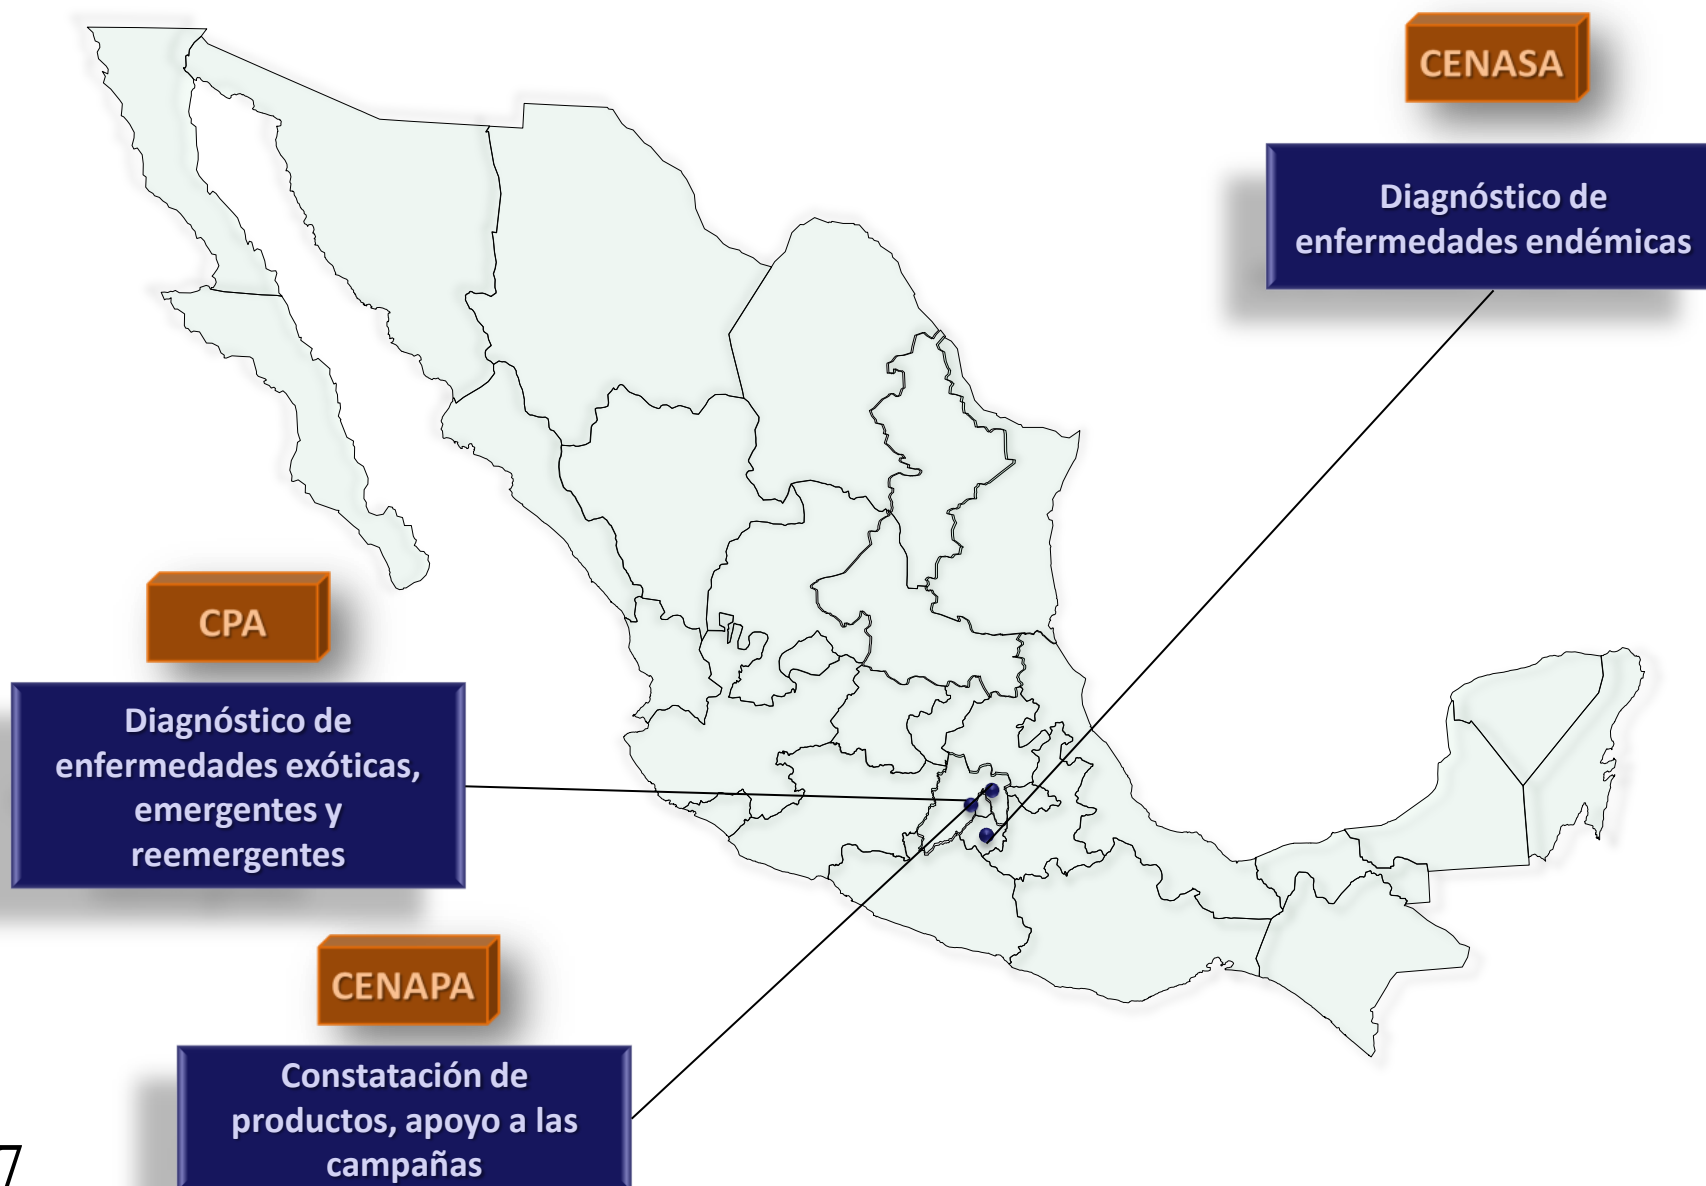 CENASA
Diagnóstico de
enfermedades endémicas
CPA
Diagnóstico de
enfermedades exóticas,
emergentes y
reemergentes
CENAPA
Constatación de
productos, apoyo a las
campañas
7